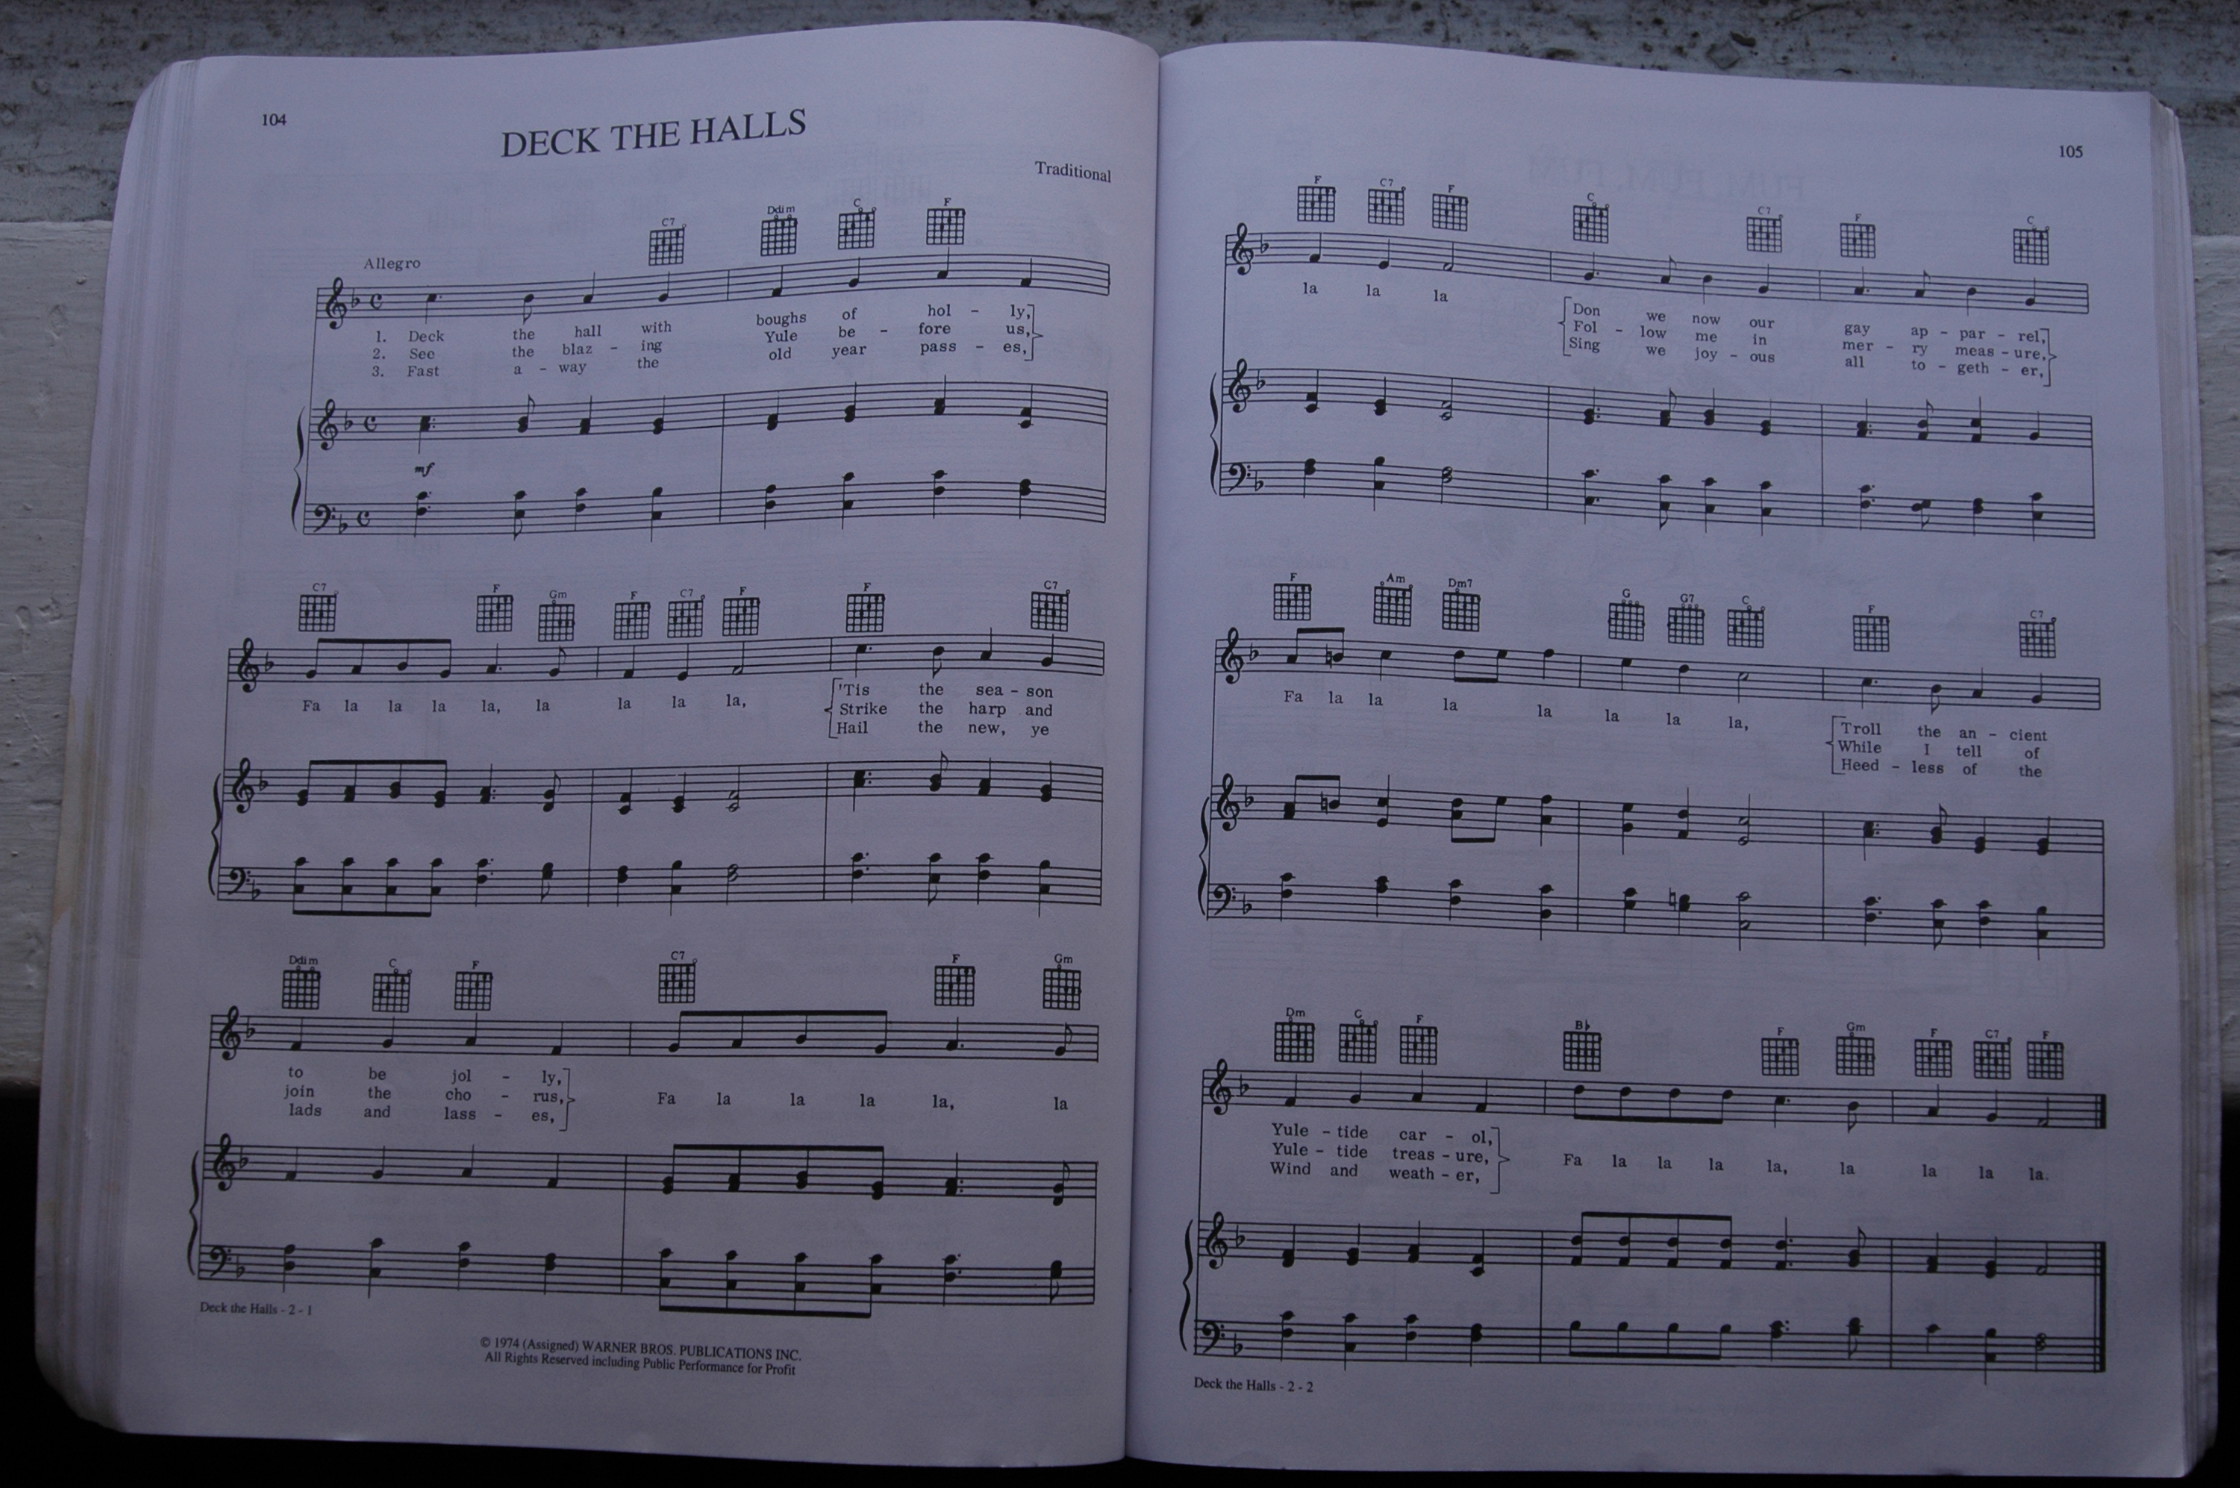 104
DECK THE HALLS
Traditional
Allegro
C7 Ddim C F
1. Deck the hall with boughs of hol - ly,
2. See the blaz - ing Yule be - fore us,
3. Fast a - way the old year pass - es,
mf
C7 F Gm F C7 F F C7
Fa la la la la, la la la la, 'Tis the sea - son
Strike the harp and
Hail the new, ye
Ddim C F C7 F Gm
to be jol - ly, Fa la la la la, la
join the cho - rus,
lads and lass - es,
Deck the Halls - 2 - 1
© 1974 (Assigned) WARNER BROS. PUBLICATIONS INC.
All Rights Reserved including Public Performance for Profit
105
F C7 F C C7 F C
la la la Don we now our gay ap - par - rel,
Fol - low me in mer - ry meas - ure,
Sing we joy - ous all to - geth - er,
F Am Dm7 G G7 C F C7
Fa la la la la la la la, Troll the an - cient
While I tell of
Heed - less of the
Dm C F B♭ F Gm F C7 F
Yule - tide car - ol, Fa la la la la, la la la la.
Yule - tide treas - ure,
Wind and weath - er,
Deck the Halls - 2 - 2